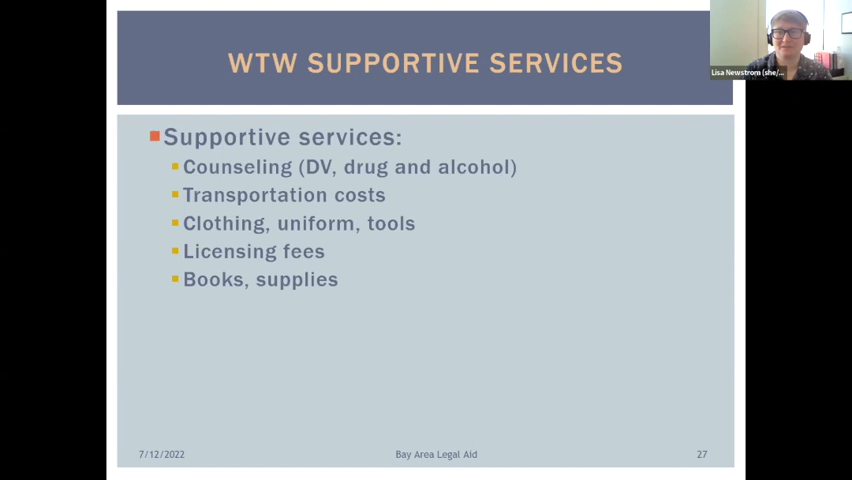 WTW SUPPORTIVE SERVICES
Lisa Newstrom (she/...
Supportive services:
Counseling (DV, drug and alcohol)
Transportation costs
Clothing, uniform, tools
Licensing fees
Books, supplies
7/12/2022
Bay Area Legal Aid
27